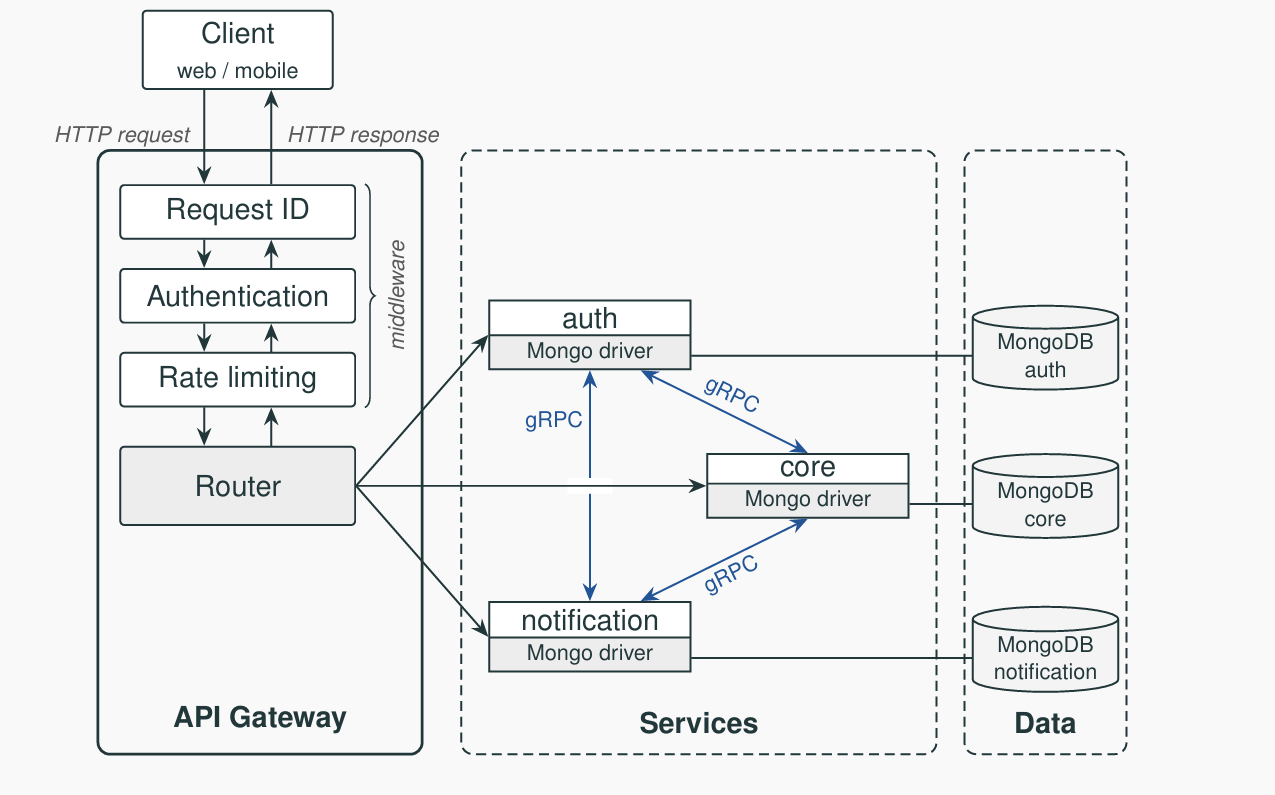 Client
web / mobile
HTTP request
HTTP response
Request ID
Authentication
Rate limiting
middleware
Router
API Gateway
auth
Mongo driver
gRPC
gRPC
core
Mongo driver
gRPC
notification
Mongo driver
Services
MongoDB
auth
MongoDB
core
MongoDB
notification
Data